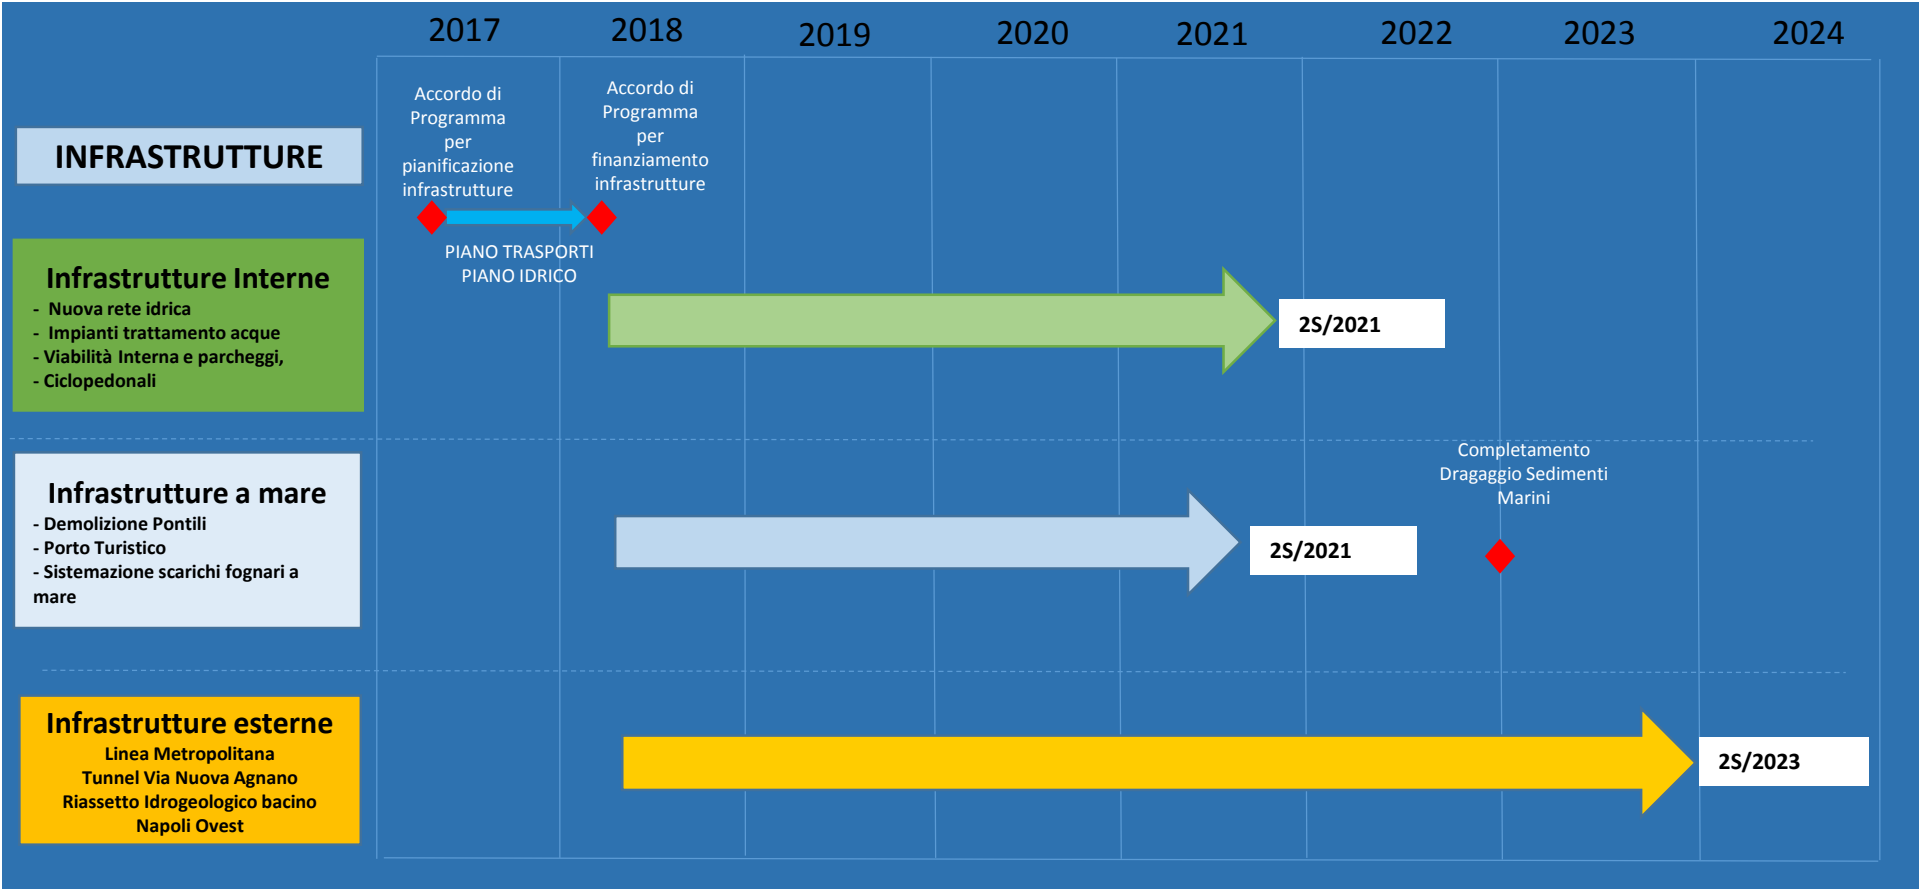 2017 2018 2019 2020 2021 2022 2023 2024
INFRASTRUTTURE
Accordo di
Programma
per
pianificazione
infrastrutture
Accordo di
Programma
per
finanziamento
infrastrutture
PIANO TRASPORTI
PIANO IDRICO
Infrastrutture Interne
- Nuova rete idrica
- Impianti trattamento acque
- Viabilità Interna e parcheggi,
- Ciclopedonali
2S/2021
Infrastrutture a mare
- Demolizione Pontili
- Porto Turistico
- Sistemazione scarichi fognari a
mare
2S/2021
Completamento
Dragaggio Sedimenti
Marini
Infrastrutture esterne
Linea Metropolitana
Tunnel Via Nuova Agnano
Riassetto Idrogeologico bacino
Napoli Ovest
2S/2023